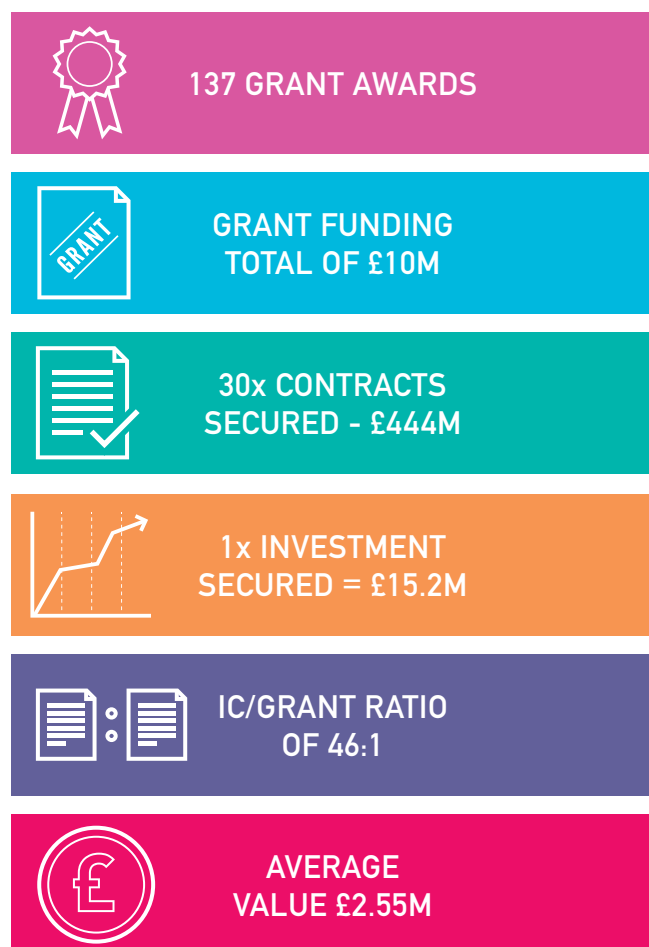 137 GRANT AWARDS
GRANT
GRANT FUNDING
TOTAL OF £10M
30x CONTRACTS
SECURED - £444M
1x INVESTMENT
SECURED = £15.2M
IC/GRANT RATIO
OF 46:1
£
AVERAGE
VALUE £2.55M